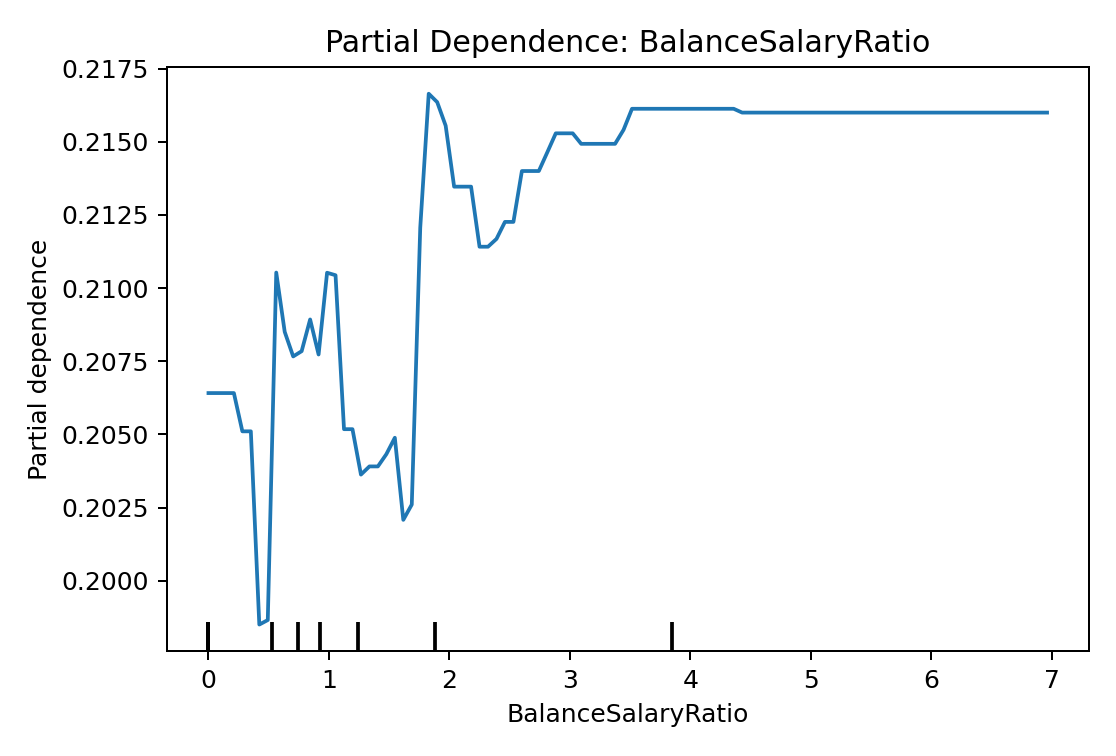 Partial Dependence: BalanceSalaryRatio
0.2175
0.2150
0.2125
0.2100
0.2075
0.2050
0.2025
0.2000
Partial dependence
0 1 2 3 4 5 6 7
BalanceSalaryRatio